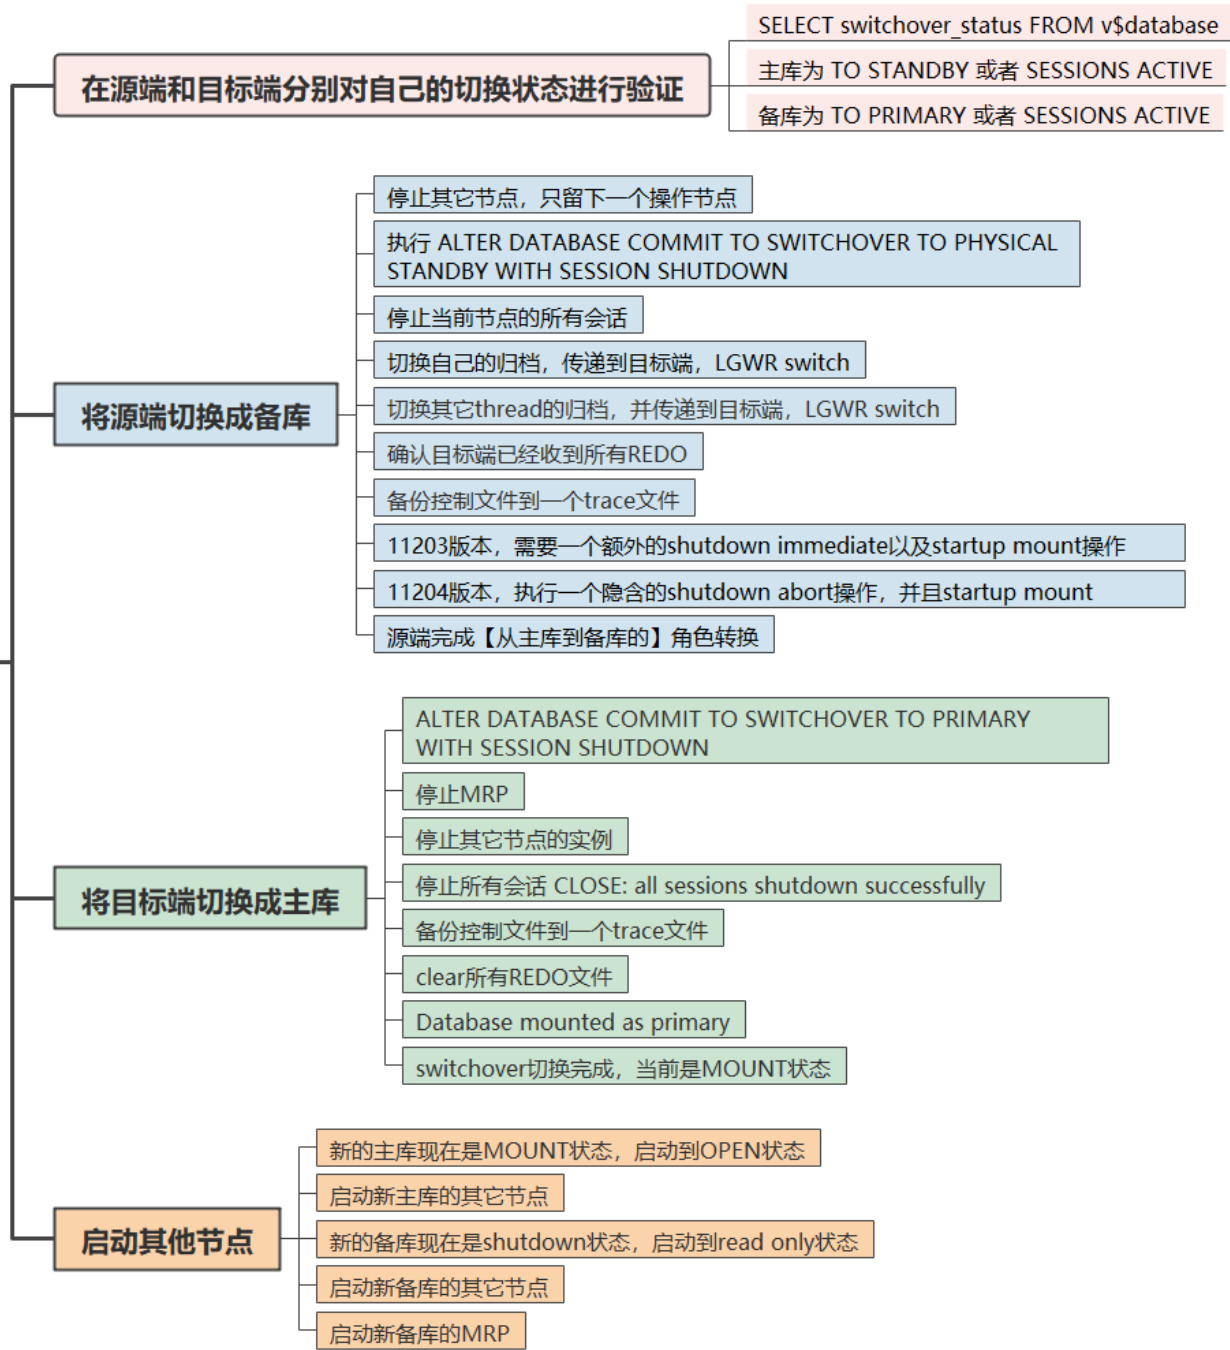 在源端和目标端分别对自己的切换状态进行验证
SELECT switchover_status FROM v$database
主库为 TO STANDBY 或者 SESSIONS ACTIVE
备库为 TO PRIMARY 或者 SESSIONS ACTIVE
将源端切换成备库
停止其它节点，只留下一个操作节点
执行 ALTER DATABASE COMMIT TO SWITCHOVER TO PHYSICAL
STANDBY WITH SESSION SHUTDOWN
停止当前节点的所有会话
切换自己的归档，传递到目标端，LGWR switch
切换其它thread的归档，并传递到目标端，LGWR switch
确认目标端已经收到所有REDO
备份控制文件到一个trace文件
11203版本，需要一个额外的shutdown immediate以及startup mount操作
11204版本，执行一个隐含的shutdown abort操作，并且startup mount
源端完成【从主库到备库的】角色转换
将目标端切换成主库
ALTER DATABASE COMMIT TO SWITCHOVER TO PRIMARY
WITH SESSION SHUTDOWN
停止MRP
停止其它节点的实例
停止所有会话 CLOSE: all sessions shutdown successfully
备份控制文件到一个trace文件
clear所有REDO文件
Database mounted as primary
switchover切换完成，当前是MOUNT状态
启动其他节点
新的主库现在是MOUNT状态，启动到OPEN状态
启动新主库的其它节点
新的备库现在是shutdown状态，启动到read only状态
启动新备库的其它节点
启动新备库的MRP